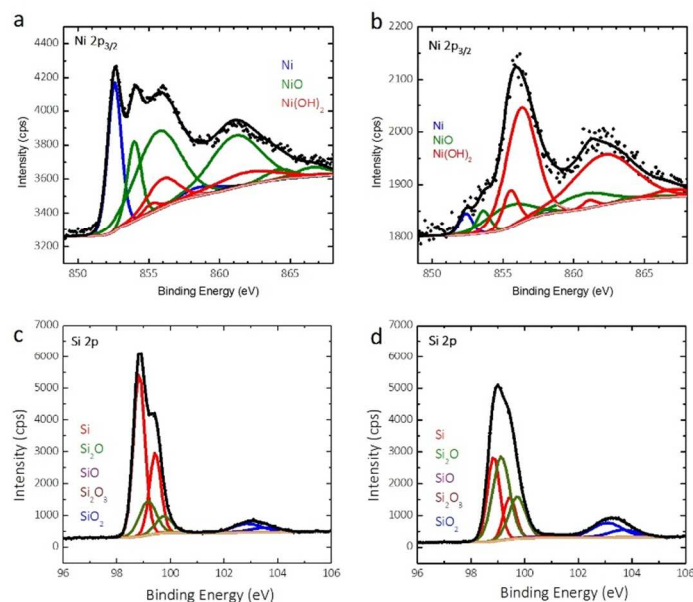 a
Ni 2p3/2
Ni
NiO
Ni(OH)2
4400
4200
4000
3800
3600
3400
3200
Intensity (cps)
850 855 860 865
Binding Energy (eV)
b
Ni 2p3/2
Ni
NiO
Ni(OH)2
2200
2100
2000
1900
1800
Intensity (cps)
850 855 860 865
Binding Energy (eV)
c
Si 2p
Si
Si2O
SiO
Si2O3
SiO2
7000
6000
5000
4000
3000
2000
1000
0
Intensity (cps)
96 98 100 102 104 106
Binding Energy (eV)
d
Si 2p
Si
Si2O
SiO
Si2O3
SiO2
7000
6000
5000
4000
3000
2000
1000
0
Intensity (cps)
96 98 100 102 104 106
Binding Energy (eV)